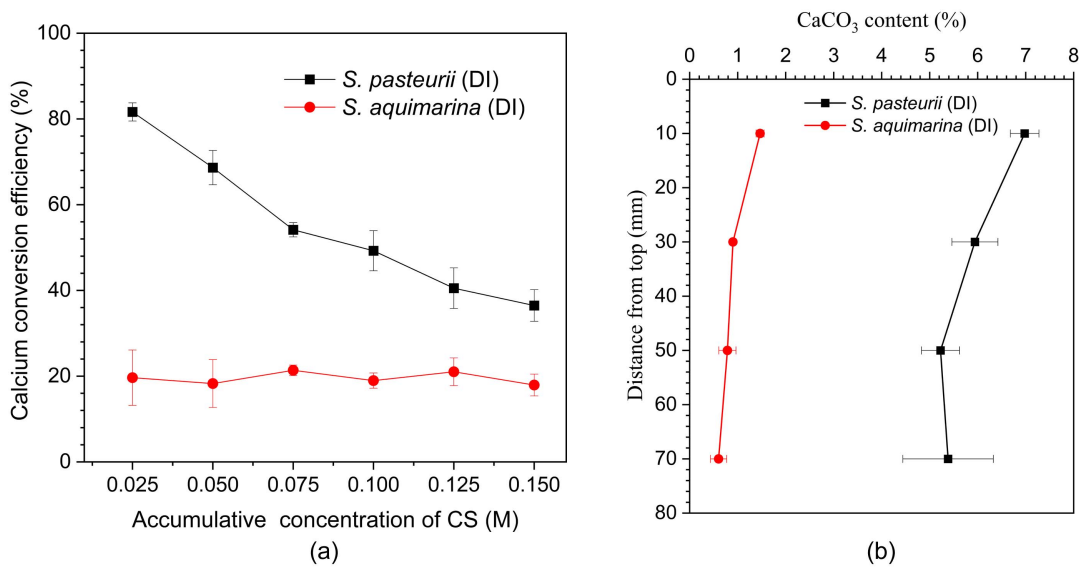 100
80
60
40
20
0
Calcium conversion efficiency (%)
S. pasteurii (DI)
S. aquimarina (DI)
0.025 0.050 0.075 0.100 0.125 0.150
Accumulative concentration of CS (M)
(a)
CaCO₃ content (%)
0 1 2 3 4 5 6 7 8
0
10
20
30
40
50
60
70
80
Distance from top (mm)
S. pasteurii (DI)
S. aquimarina (DI)
(b)